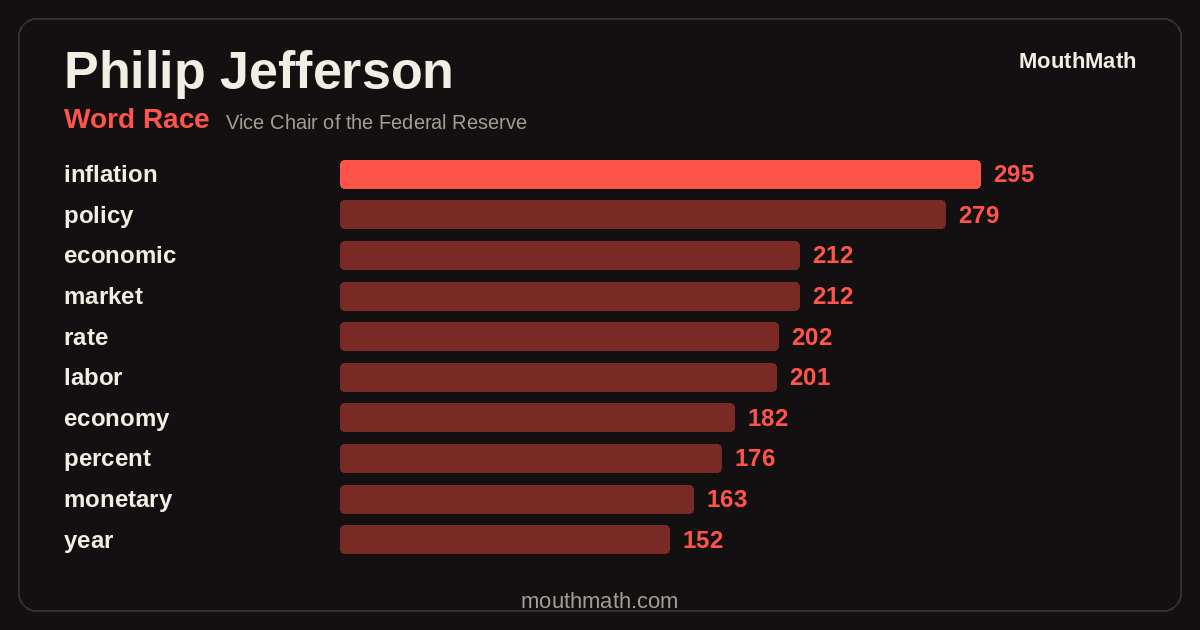 Philip Jefferson
MouthMath
Word Race Vice Chair of the Federal Reserve
inflation 295
policy 279
economic 212
market 212
rate 202
labor 201
economy 182
percent 176
monetary 163
year 152
mouthmath.com